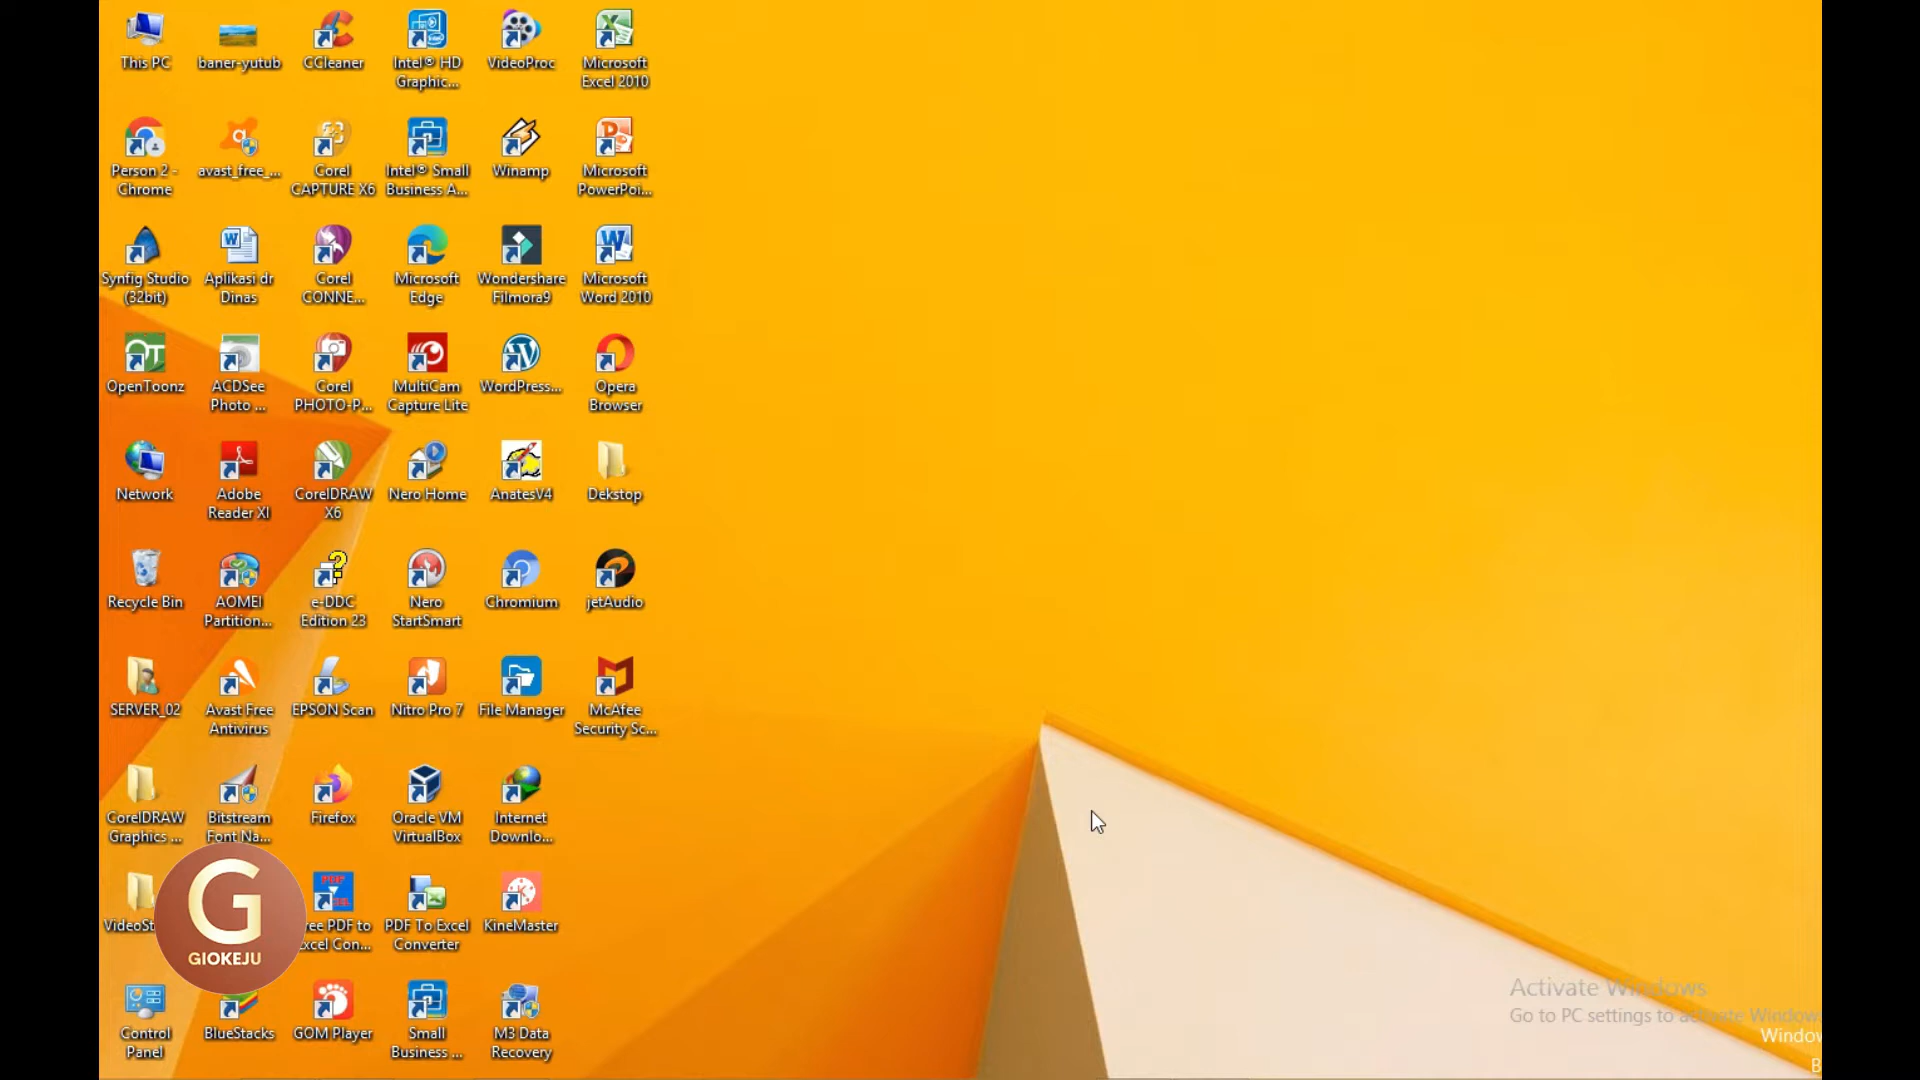 This PC
baner-yutub
CCleaner
Intel® HD
Graphic...
VideoProc
Microsoft
Excel 2010
Person 2 -
Chrome
avast_free_...
Corel
CAPTURE X6
Intel® Small
Business A...
Winamp
Microsoft
PowerPoi...
Synfig Studio
(32bit)
Aplikasi dr
Dinas
Corel
CONNE...
Microsoft
Edge
Wondershare
Filmora9
Microsoft
Word 2010
OpenToonz
ACDSee
Photo ...
Corel
PHOTO-P...
MultiCam
Capture Lite
WordPress...
Opera
Browser
Network
Adobe
Reader XI
CorelDRAW
X6
Nero Home
AnatesV4
Dekstop
Recycle Bin
AOMEI
Partition...
e-DDC
Edition 23
Nero
StartSmart
Chromium
jetAudio
SERVER_02
Avast Free
Antivirus
EPSON Scan
Nitro Pro 7
File Manager
McAfee
Security Sc...
CorelDRAW
Graphics ...
Bitstream
Font Na...
Firefox
Oracle VM
VirtualBox
Internet
Downlo...
VideoSt
G
GIOKEJU
ree PDF to
xcel Con...
PDF To Excel
Converter
KineMaster
Control
Panel
BlueStacks
GOM Player
Small
Business ...
M3 Data
Recovery
Activate Windows
Go to PC settings to activate Window
Window
B